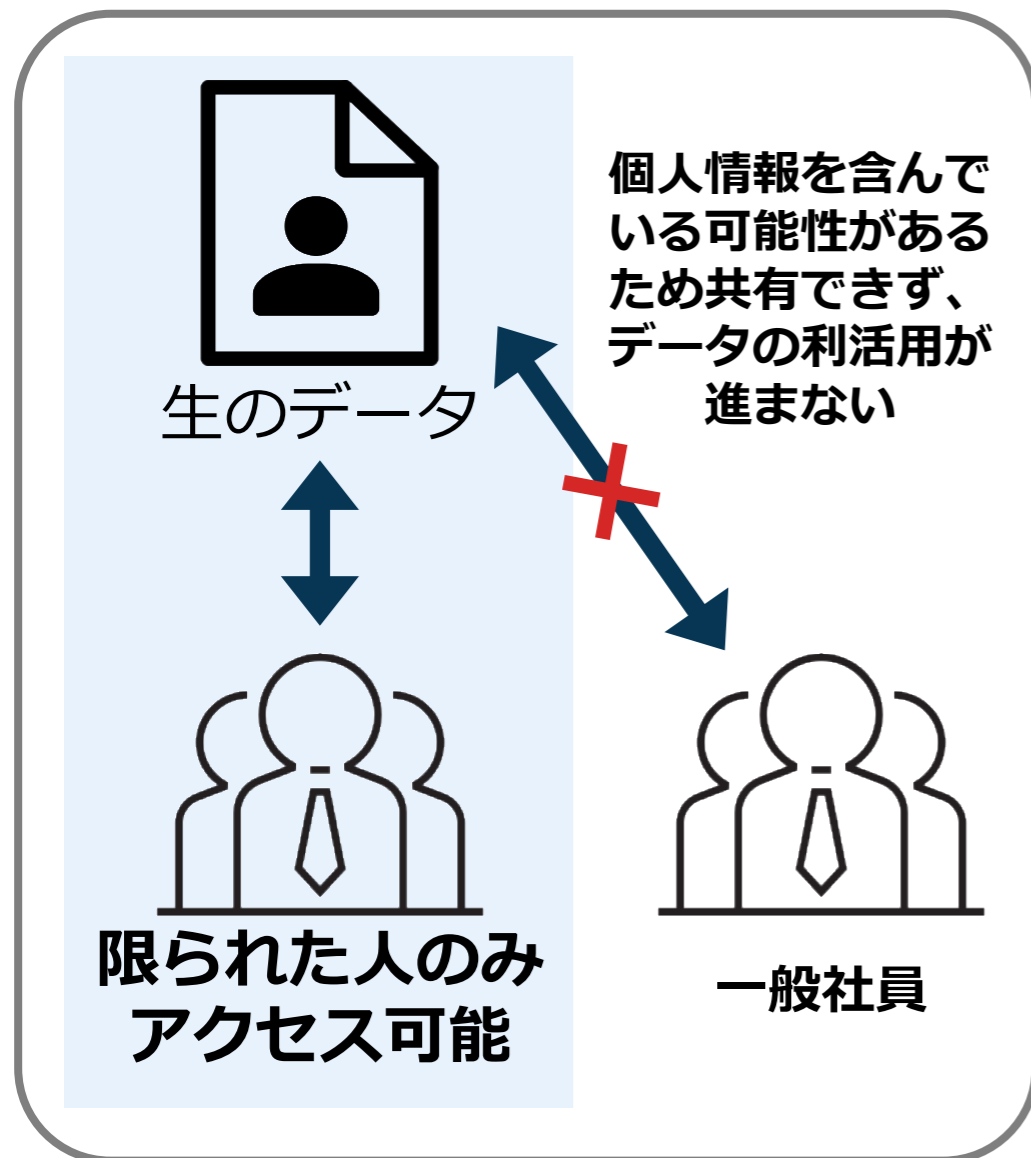 個人情報を含んで
いる可能性がある
ため共有できず、
データの利活用が
進まない
生のデータ
限られた人のみ
アクセス可能
一般社員